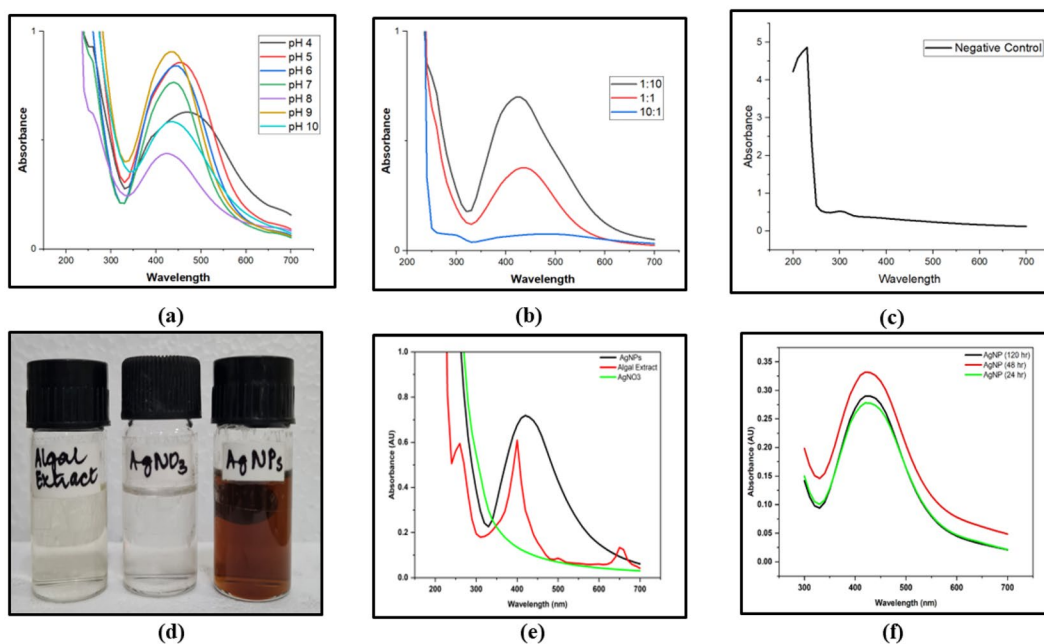 1
pH 4
pH 5
pH 6
pH 7
pH 8
pH 9
pH 10
Absorbance
0
200 300 400 500 600 700
Wavelength
(a)
1
1:10
1:1
10:1
Absorbance
0
200 300 400 500 600 700
Wavelength
(b)
5
4
3
2
1
0
Negative Control
Absorbance
200 300 400 500 600 700
Wavelength
(c)
Algal
Extract
AgNO3
AgNPs
(d)
1.0
0.8
0.6
0.4
0.2
0.0
AgNPs
Algal Extract
AgNO3
Absorbance (AU)
200 300 400 500 600 700
Wavelength (nm)
(e)
0.35
0.30
0.25
0.20
0.15
0.10
0.05
0.00
AgNP (120 hr)
AgNP (48 hr)
AgNP (24 hr)
Absorbance (AU)
300 400 500 600 700
Wavelength (nm)
(f)